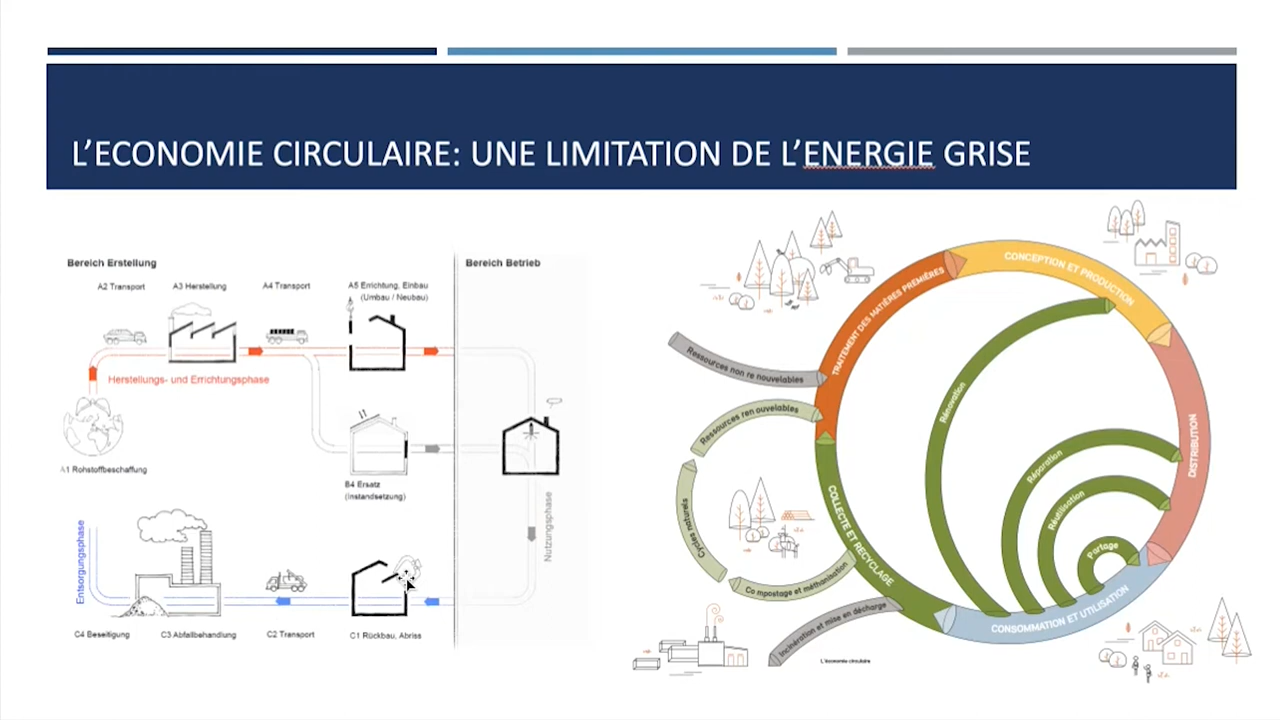 L'ECONOMIE CIRCULAIRE: UNE LIMITATION DE L'ENERGIE GRISE
Bereich Erstellung
Bereich Betrieb
A2 Transport
A3 Herstellung
A4 Transport
A5 Errichtung, Einbau
(Umbau / Neubau)
Herstellungs- und Errichtungsphase
A1 Rohstoffbeschaffung
B4 Ersatz
(Instandsetzung)
Nutzungsphase
Entsorgungsphase
C4 Beseitigung
C3 Abfallbehandlung
C2 Transport
C1 Rückbau, Abriss
TRAITEMENT DES MATIÈRES PREMIÈRES
CONCEPTION ET PRODUCTION
DISTRIBUTION
CONSOMMATION ET UTILISATION
COLLECTE ET RECYCLAGE
Rénovation
Réparation
Réutilisation
Partage
Ressources non re nouvelables
Ressources ren ouvelables
Cycles naturels
Co mpostage et méthanisation
Incinération et mise en décharge
L'économie circulaire